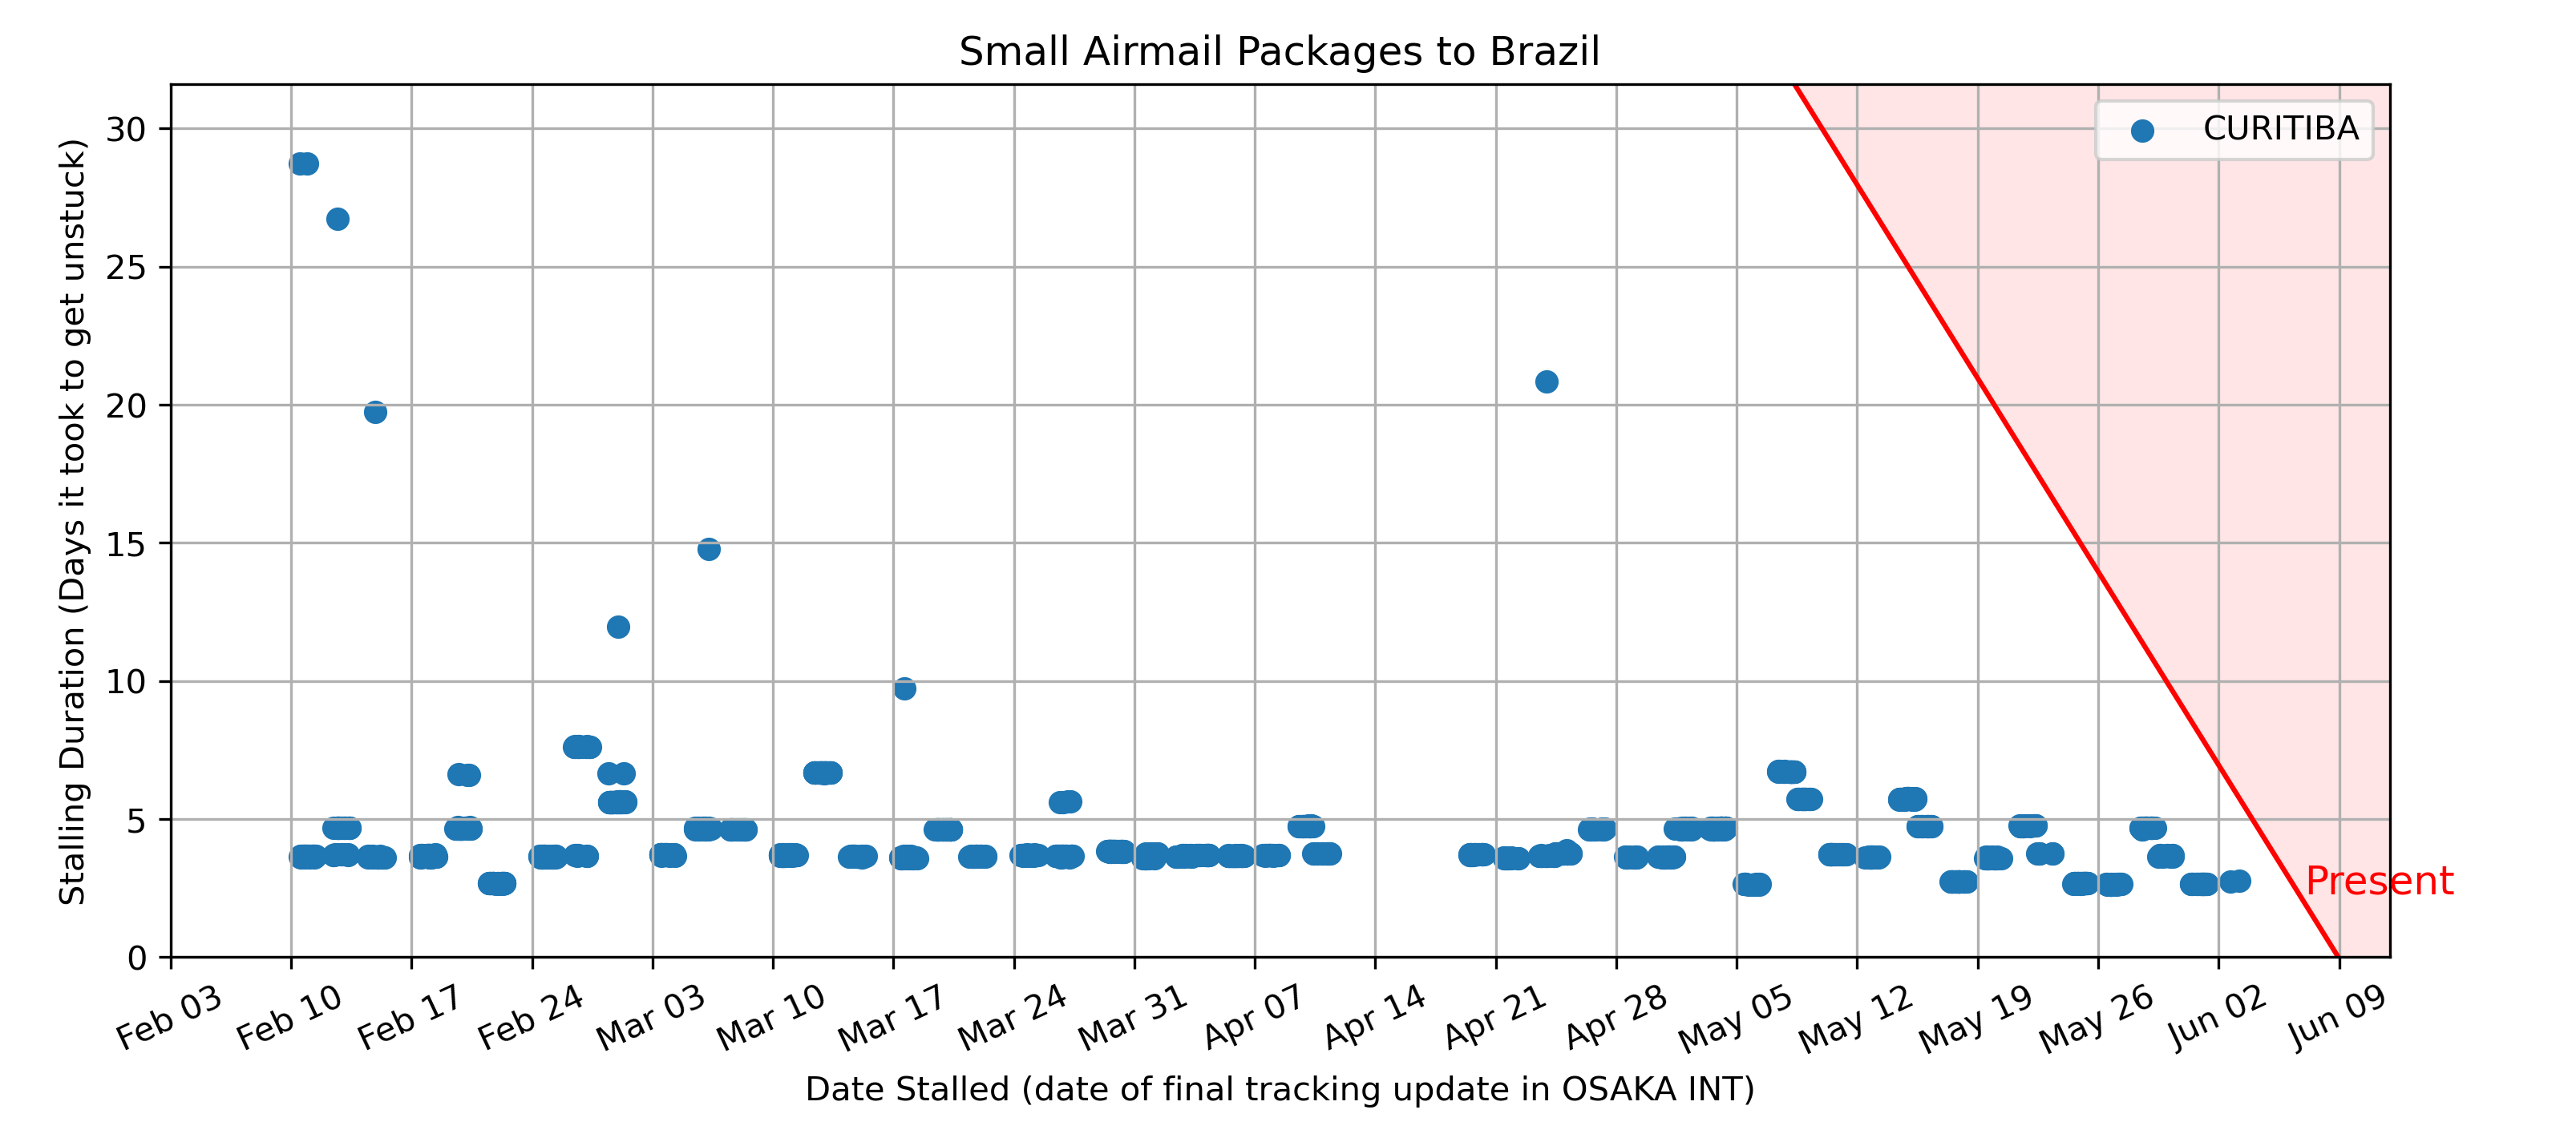 Small Airmail Packages to Brazil
Stalling Duration (Days it took to get unstuck)
30
25
20
15
10
5
0
CURITIBA
Present
Feb 03
Feb 10
Feb 17
Feb 24
Mar 03
Mar 10
Mar 17
Mar 24
Mar 31
Apr 07
Apr 14
Apr 21
Apr 28
May 05
May 12
May 19
May 26
Jun 02
Jun 09
Date Stalled (date of final tracking update in OSAKA INT)